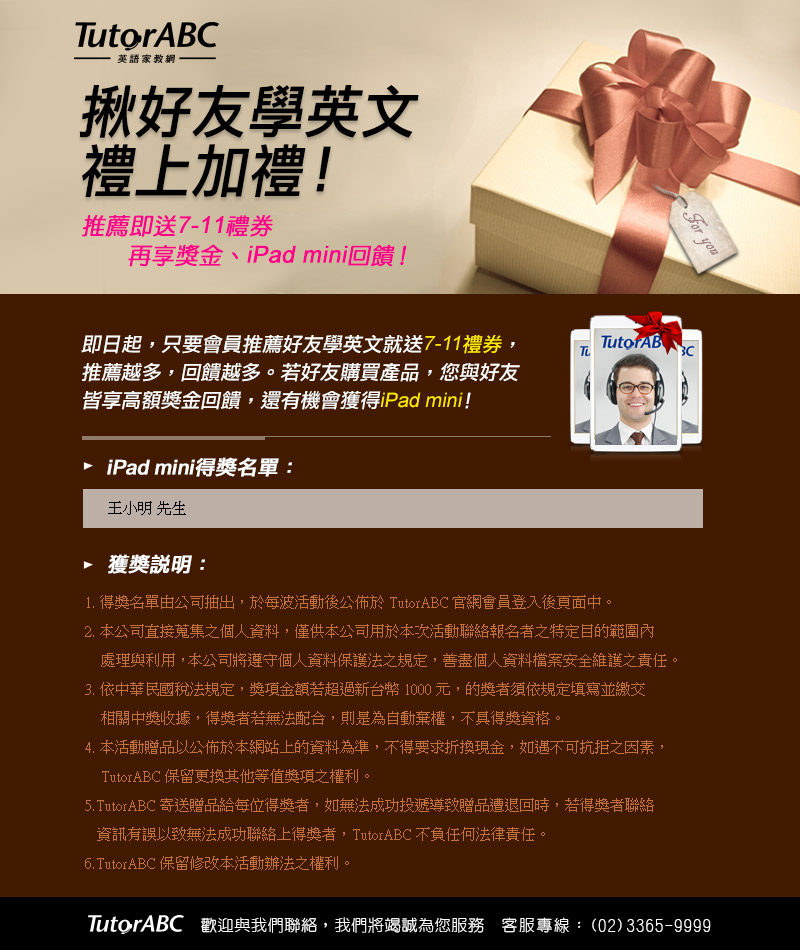 TutorABC
英語家教網
揪好友學英文
禮上加禮!
推薦即送7-11禮券
再享獎金、iPad mini回饋!
For you
即日起，只要會員推薦好友學英文就送7-11禮券，
推薦越多，回饋越多。若好友購買產品，您與好友
皆享高額獎金回饋，還有機會獲得iPad mini!
TutorAB
Tu
BC
iPad mini得獎名單：
王小明 先生
獲獎説明：
1. 得獎名單由公司抽出，於每波活動後公佈於 TutorABC 官網會員登入後頁面中。
2. 本公司直接蒐集之個人資料，僅供本公司用於本次活動聯絡報名者之特定目的範圍內
處理與利用，本公司將遵守個人資料保護法之規定，善盡個人資料檔案安全維護之責任。
3. 依中華民國稅法規定，獎項金額若超過新台幣 1000 元，的獎者須依規定填寫並繳交
相關中獎收據，得獎者若無法配合，則是為自動棄權，不具得獎資格。
4. 本活動贈品以公佈於本網站上的資料為準，不得要求折換現金，如遇不可抗拒之因素，
TutorABC 保留更換其他等值獎項之權利。
5.TutorABC 寄送贈品給每位得獎者，如無法成功投遞導致贈品遭退回時，若得獎者聯絡
資訊有誤以致無法成功聯絡上得獎者，TutorABC 不負任何法律責任。
6.TutorABC 保留修改本活動辦法之權利。
TutorABC 歡迎與我們聯絡，我們將竭誠為您服務 客服專線：(02)3365-9999